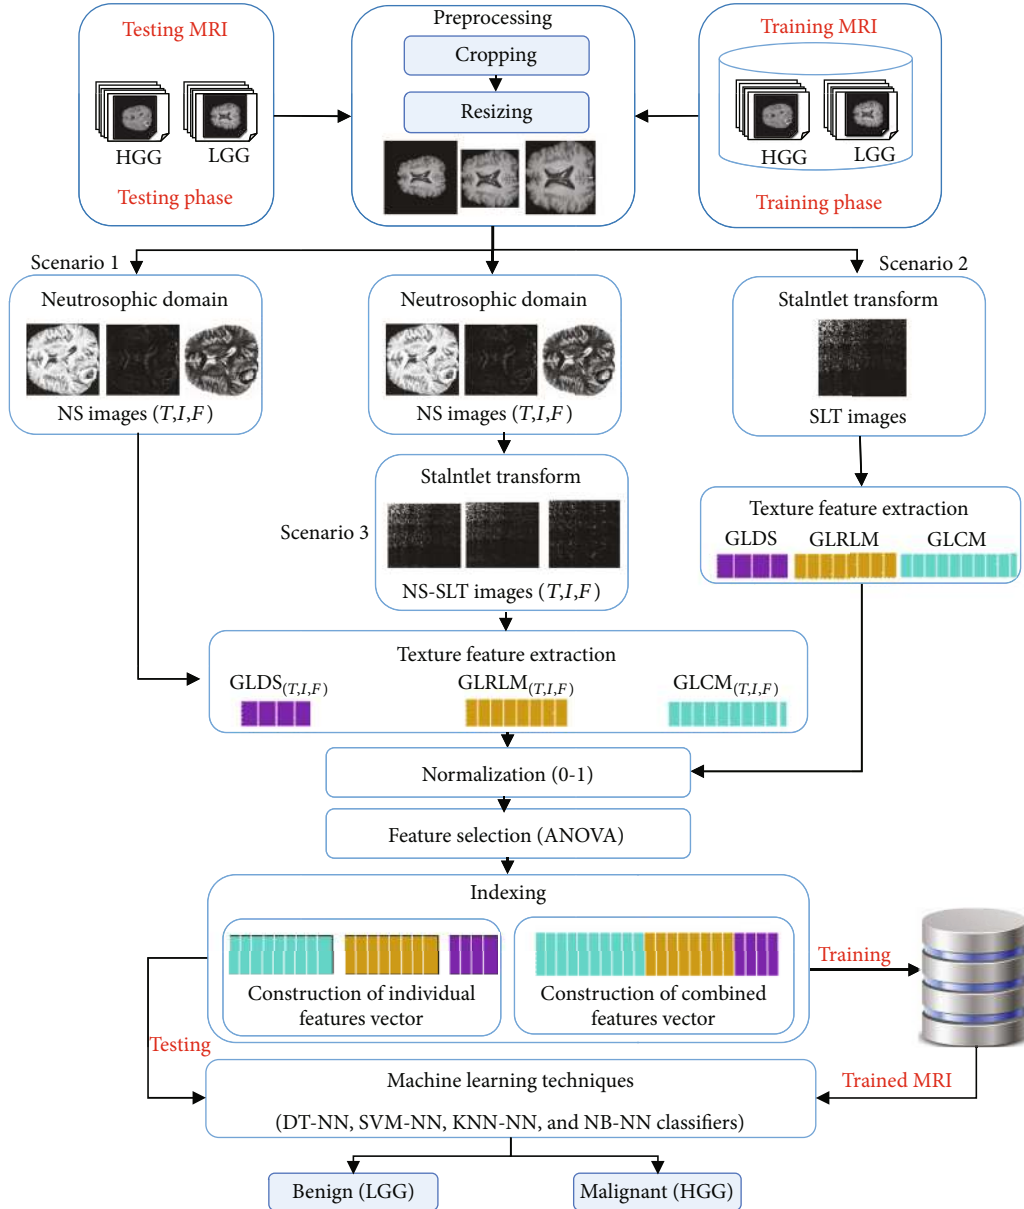 Testing MRI
HGG
LGG
Testing phase
Preprocessing
Cropping
Resizing
Training MRI
HGG
LGG
Training phase
Scenario 1
Neutrosophic domain
NS images (T,I,F)
Neutrosophic domain
NS images (T,I,F)
Scenario 2
Stalntlet transform
SLT images
Scenario 3
Stalntlet transform
NS-SLT images (T,I,F)
Texture feature extraction
GLDS
GLRLM
GLCM
Texture feature extraction
GLDS(T,I,F)
GLRLM(T,I,F)
GLCM(T,I,F)
Normalization (0-1)
Feature selection (ANOVA)
Indexing
Construction of individual
features vector
Construction of combined
features vector
Training
Testing
Trained MRI
Machine learning techniques
(DT-NN, SVM-NN, KNN-NN, and NB-NN classifiers)
Benign (LGG)
Malignant (HGG)